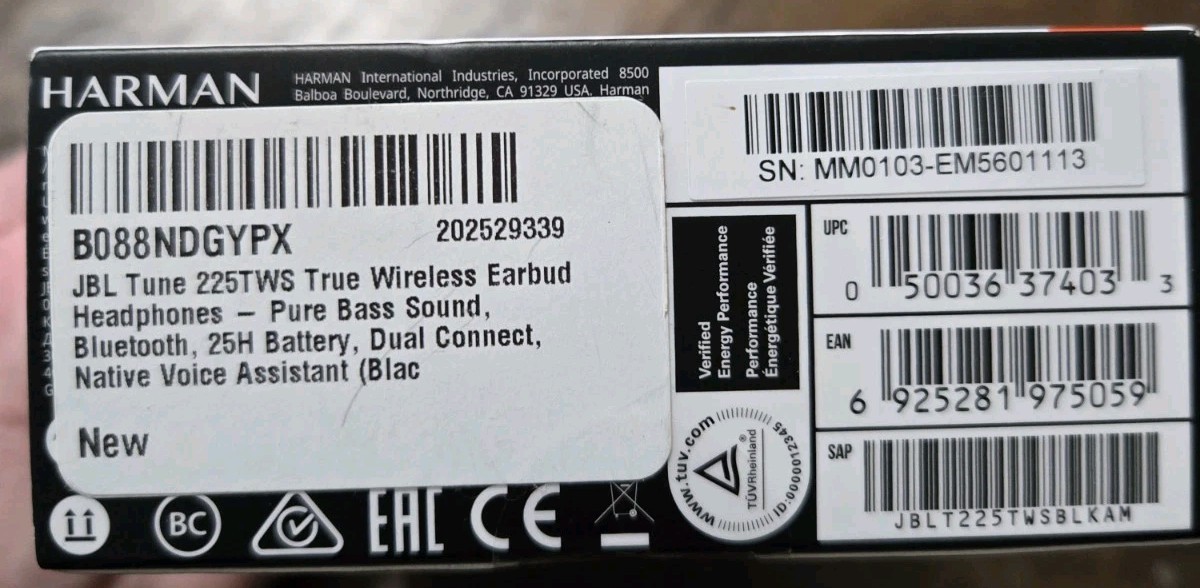 HARMAN
HARMAN International Industries, Incorporated 8500
Balboa Boulevard, Northridge, CA 91329 USA. Harman
B088NDGYPX
202529339
JBL Tune 225TWS True Wireless Earbud
Headphones – Pure Bass Sound,
Bluetooth, 25H Battery, Dual Connect,
Native Voice Assistant (Blac
New
BC
EAC
CE
SN: MM0103-EM5601113
Verified
Energy Performance
Performance
Énergétique Vérifiée
www.tuv.com
TÜVRheinland®
ID:0000012345
UPC
0 50036 37403 3
EAN
6 925281 975059
SAP
JBLT225TWSBLKAM